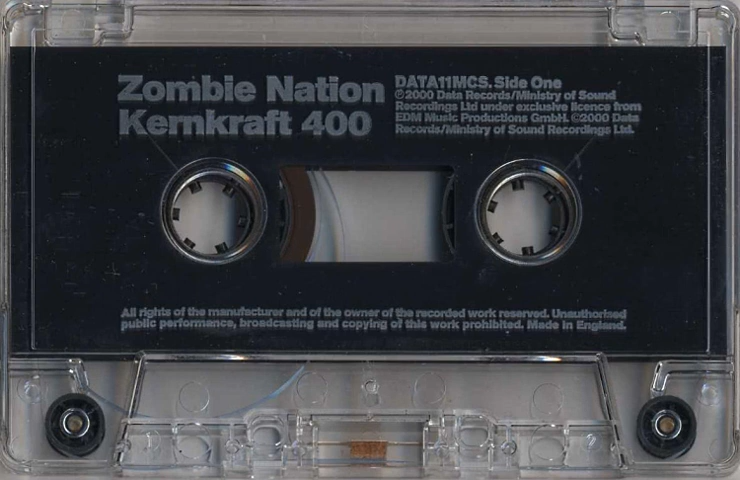 Zombie Nation
Kernkraft 400
DATA11MCS. Side One
℗2000 Data Records/Ministry of Sound
Recordings Ltd under exclusive licence from
EDM Music Productions GmbH. ©2000 Data
Records/Ministry of Sound Recordings Ltd.
All rights of the manufacturer and of the owner of the recorded work reserved. Unauthorised
public performance, broadcasting and copying of this work prohibited. Made in England.